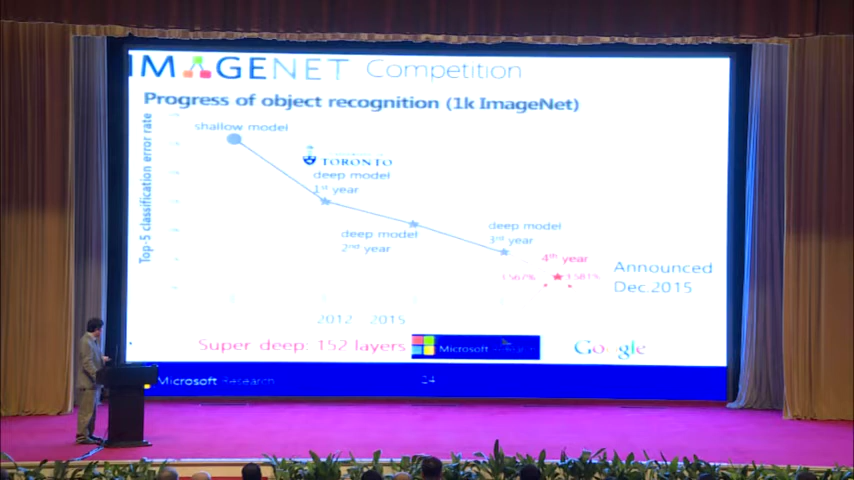 IMAGENET Competition
Progress of object recognition (1k ImageNet)
Top-5 classification error rate
shallow model
TORONTO
deep model
1st year
deep model
2nd year
deep model
3rd year
4th year
Announced
Dec.2015
2012 2015
Super deep: 152 layers
Microsoft
Google
Microsoft Research
24